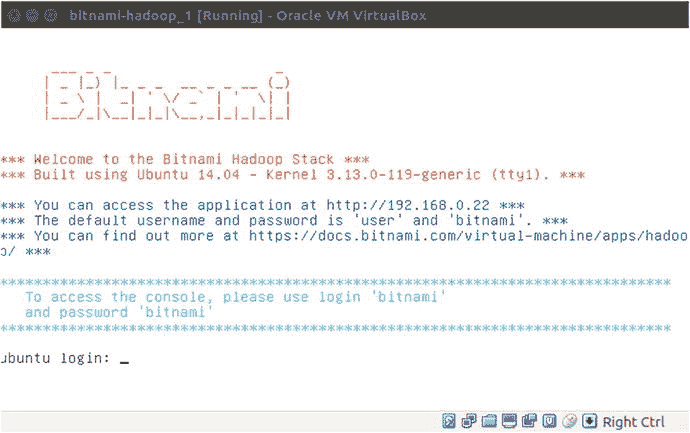 bitnami-hadoop_1 [Running] - Oracle VM VirtualBox
Bitnami
*** Welcome to the Bitnami Hadoop Stack ***
*** Built using Ubuntu 14.04 - Kernel 3.13.0-119-generic (tty1). ***
*** You can access the application at http://192.168.0.22 ***
*** The default username and password is 'user' and 'bitnami'. ***
*** You can find out more at https://docs.bitnami.com/virtual-machine/apps/hadoo
p/ ***
*******************************************************************************
To access the console, please use login 'bitnami'
and password 'bitnami'
*******************************************************************************
ubuntu login: _
Right Ctrl